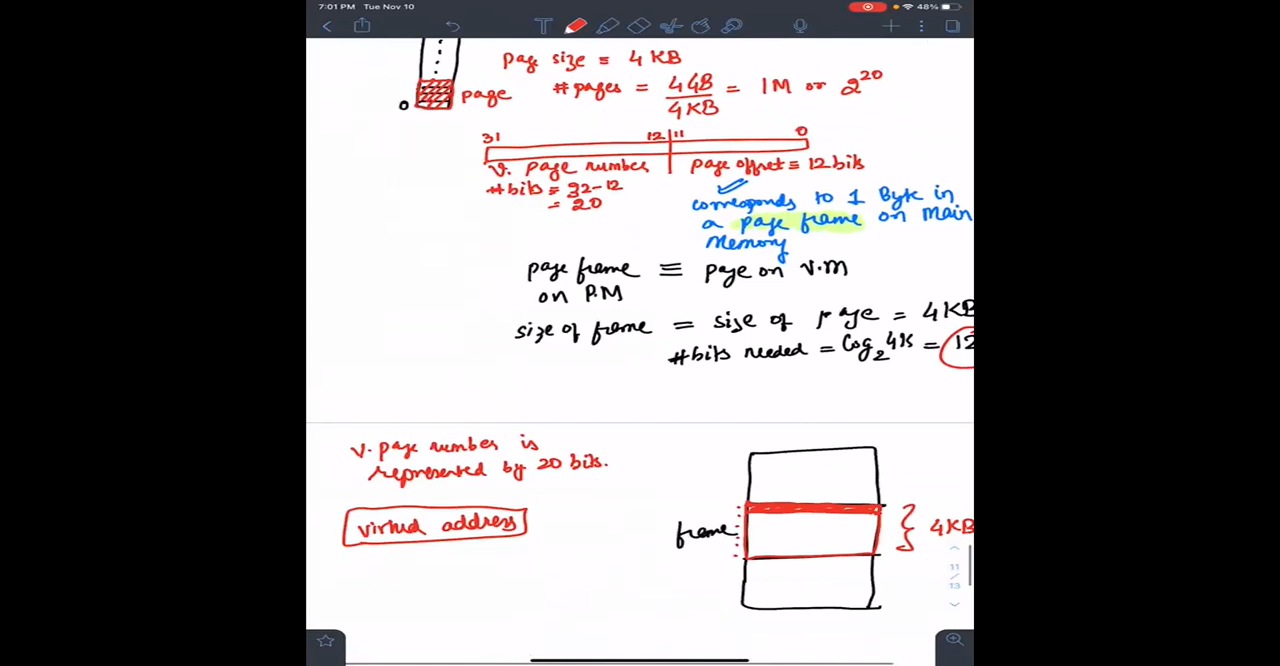 7:01 PM Tue Nov 10
48%
Page size = 4 KB
0 page
# pages = 4GB / 4KB = 1M or 2^20
31 12 11 0
V. page number
page offset = 12 bits
# bits = 32-12
= 20
corresponds to 1 Byte in
a page frame on Main
Memory
page frame ≡ page on V.M
on P.M
size of frame = size of page = 4KB
# bits needed = log₂ 4K = 12
V. page number is
represented by 20 bits.
virtual address
frame
4KB
11
/
13